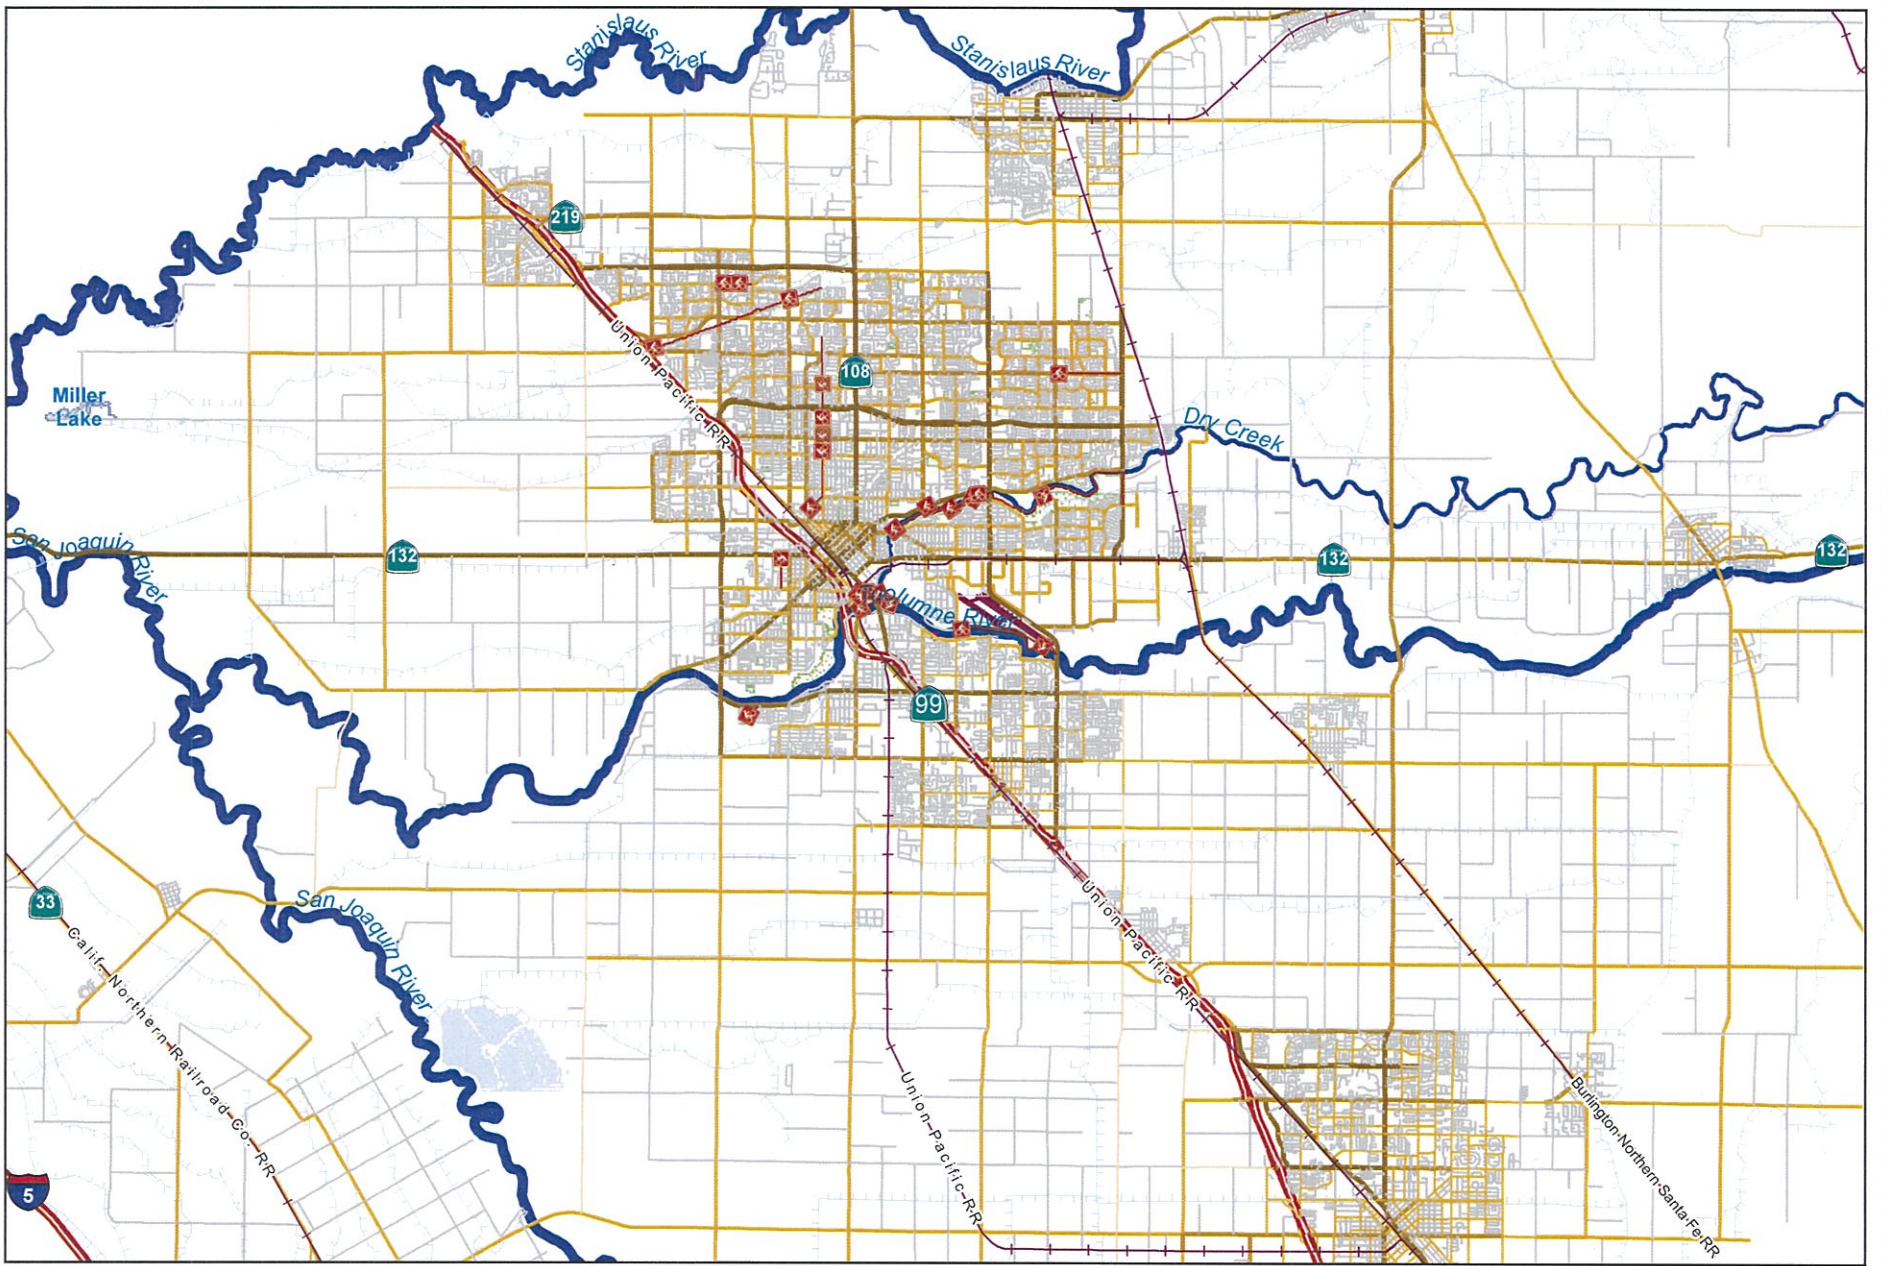 Stanislaus River
Stanislaus River
219
Union Pacific RR
108
Miller
Lake
Dry Creek
San Joaquin River
132
132
132
Tuolumne River
99
33
Calif. Northern Railroad Co. RR
San Joaquin River
Union Pacific RR
Union Pacific RR
Burlington Northern Santa Fe RR
5